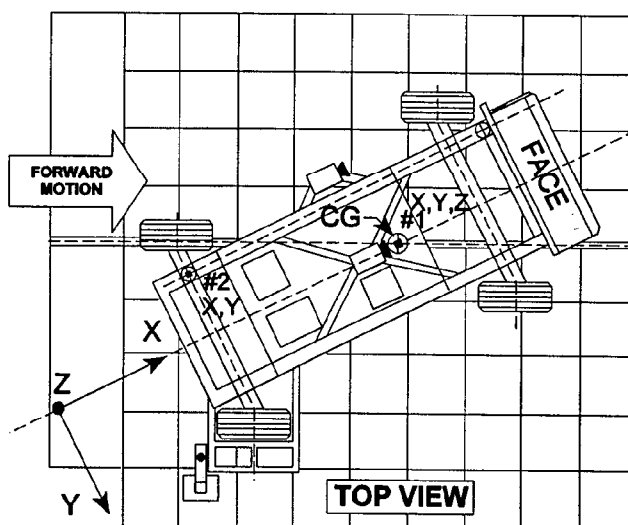 FORWARD
MOTION
FACE
CG
X,Y,Z
#1
#2
X,Y
X
Z
Y
TOP VIEW